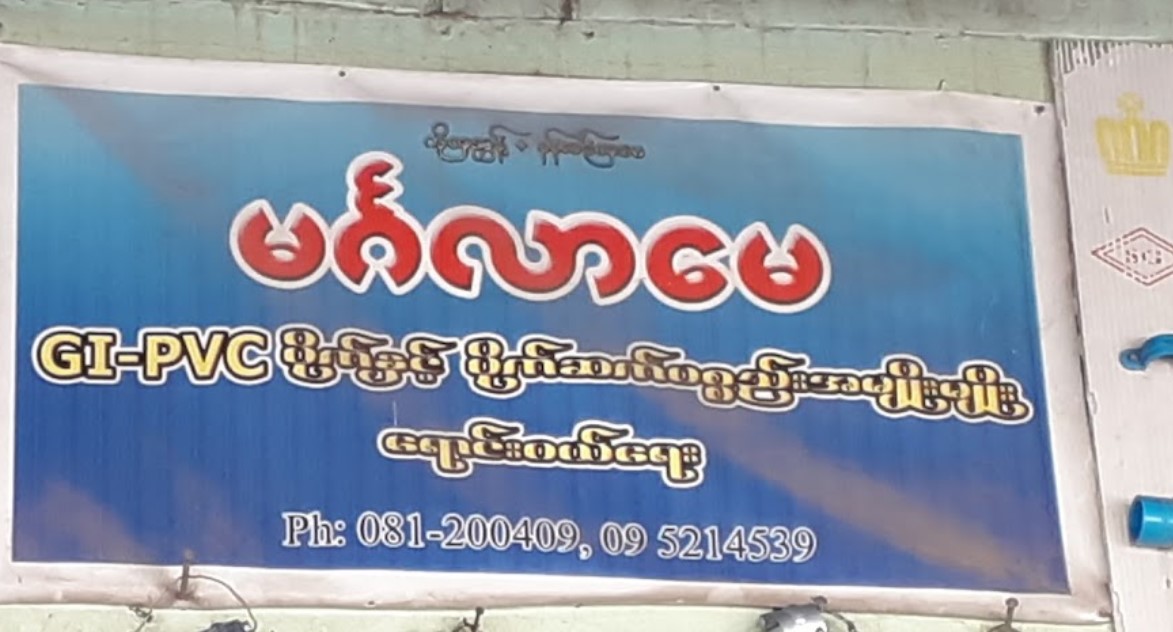 မင်္ဂလာမေ
GI-PVC ပိုက်နှင့် ပိုက်ဆက်ပစ္စည်းအမျိုးမျိုး
ရောင်းဝယ်ရေး
Ph: 081-200409, 09 5214539